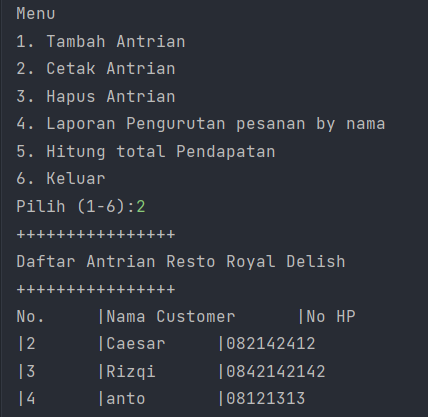 Menu
1. Tambah Antrian
2. Cetak Antrian
3. Hapus Antrian
4. Laporan Pengurutan pesanan by nama
5. Hitung total Pendapatan
6. Keluar
Pilih (1-6):2
++++++++++++++++
Daftar Antrian Resto Royal Delish
++++++++++++++++
No.     |Nama Customer      |No HP
|2      |Caesar     |082142412
|3      |Rizqi      |0842142142
|4      |anto       |08121313